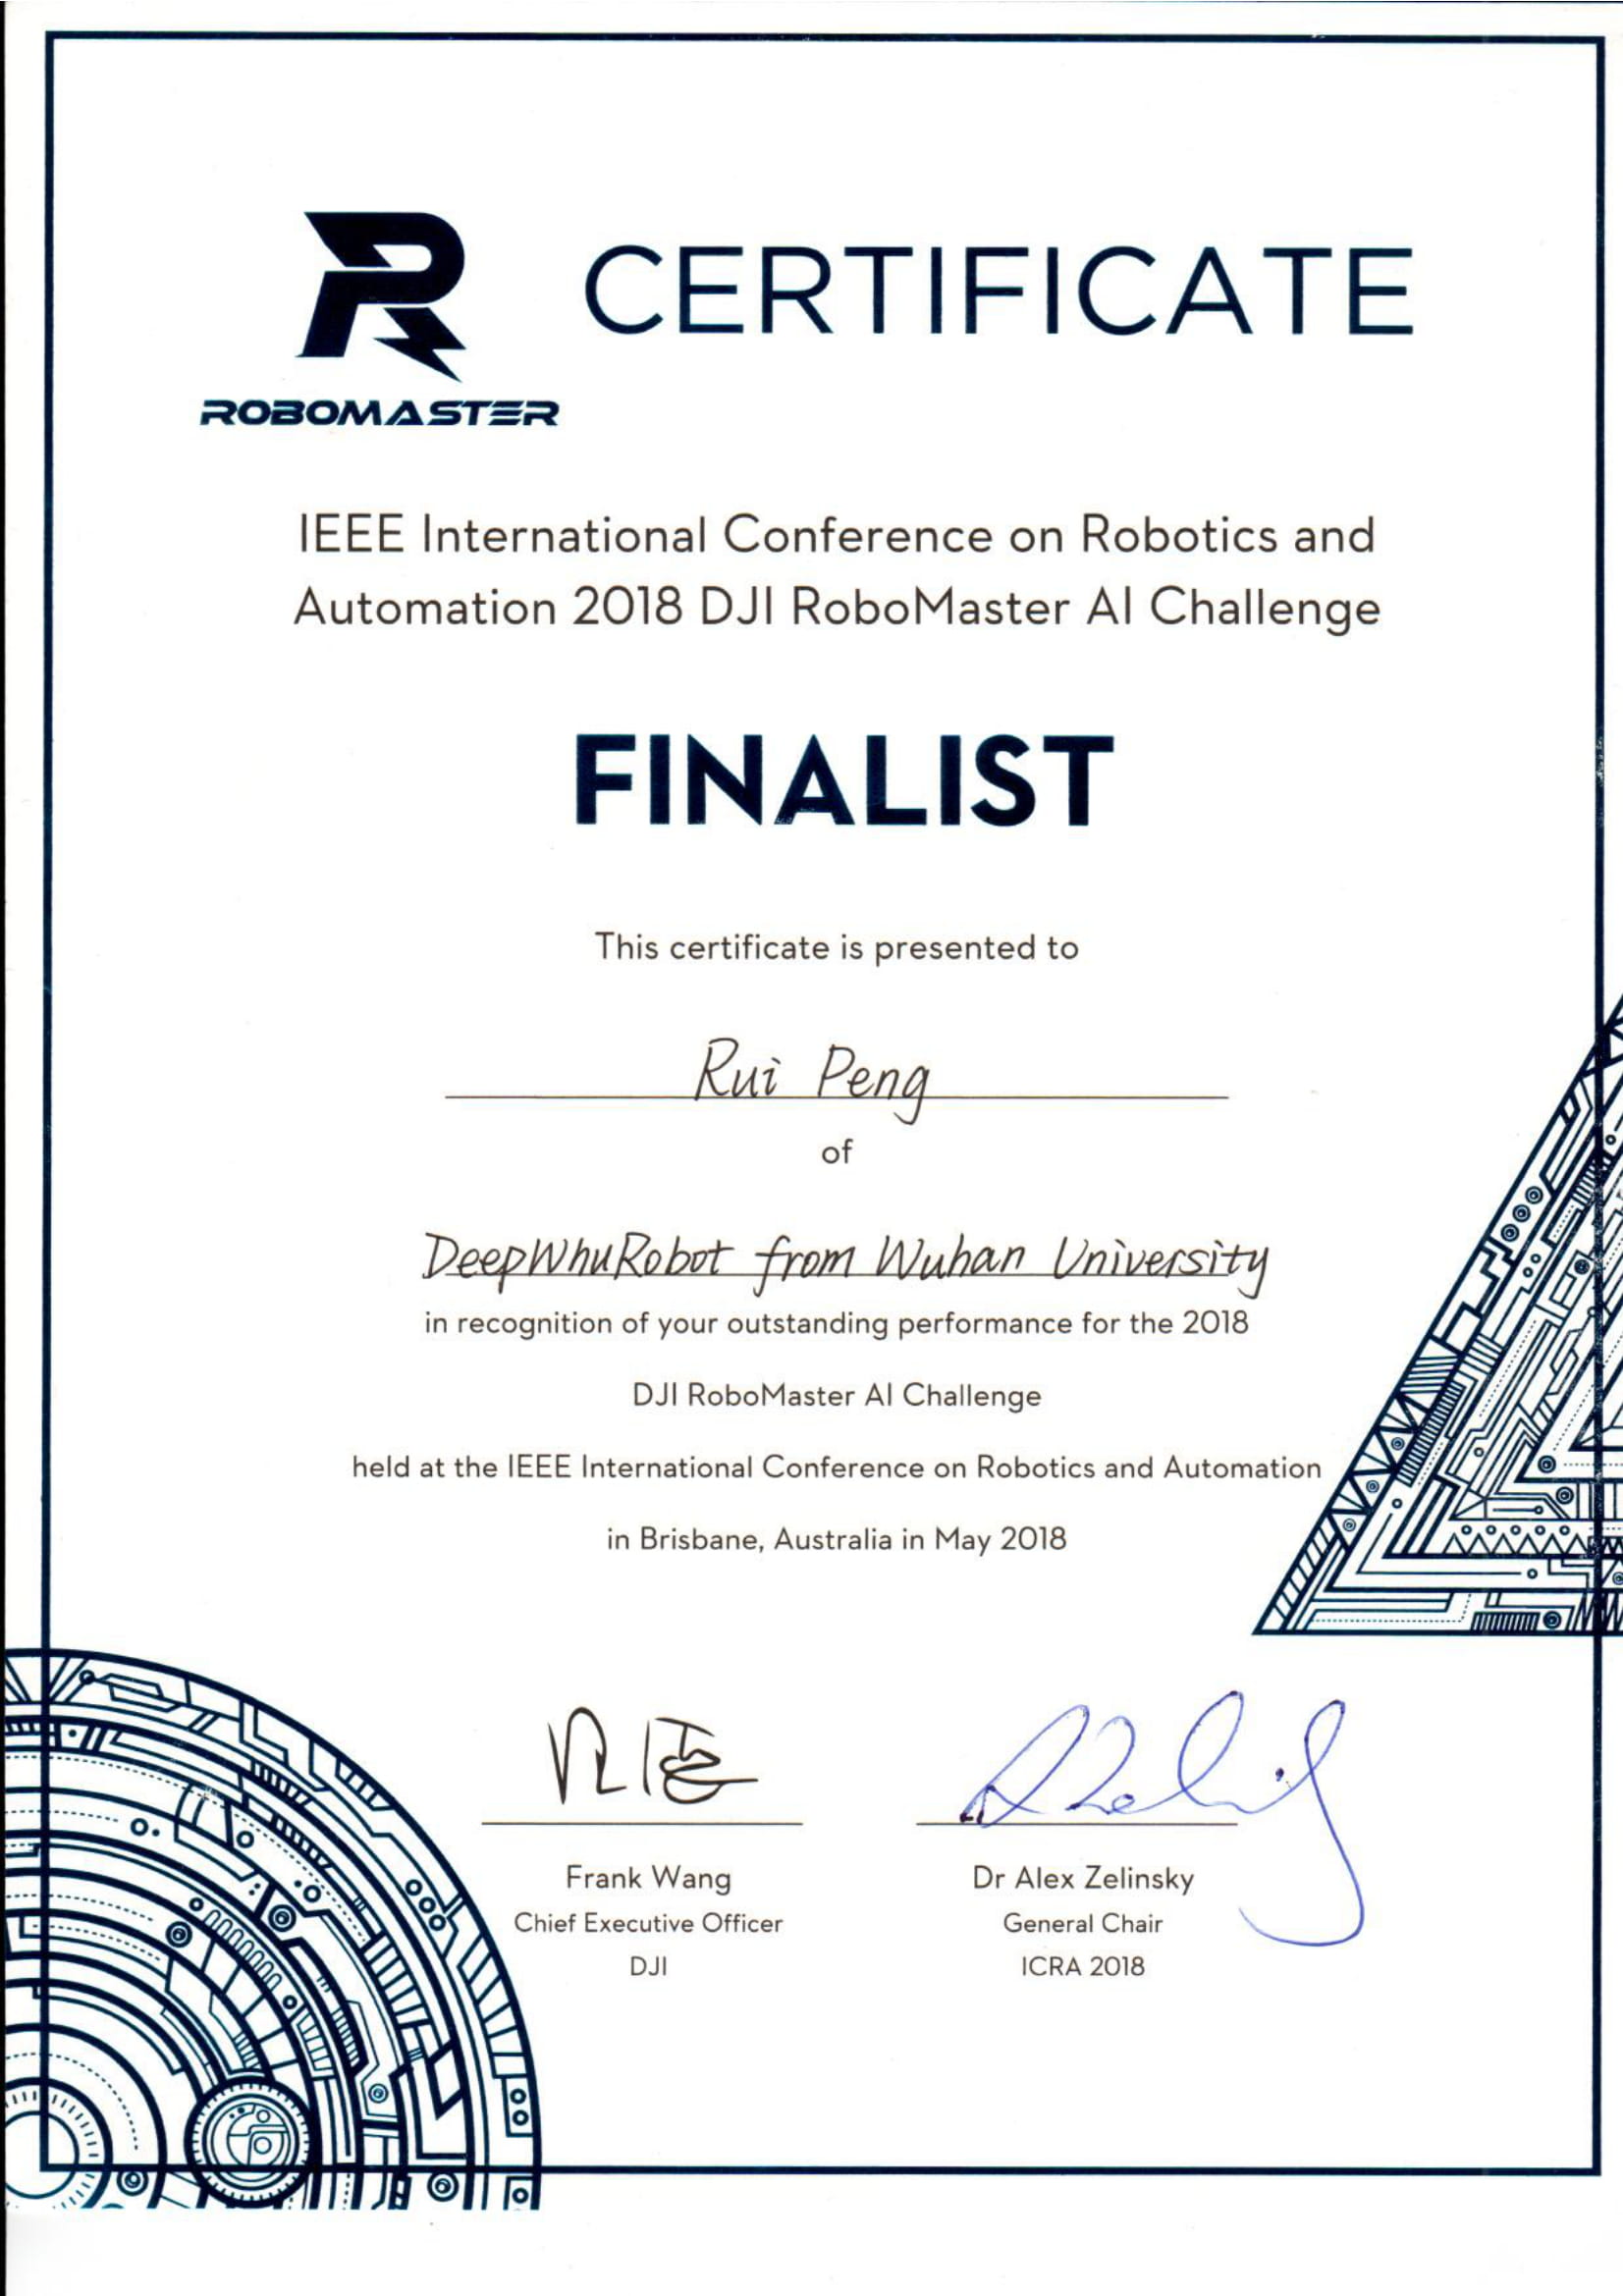 CERTIFICATE
ROBOMASTER
IEEE International Conference on Robotics and
Automation 2018 DJI RoboMaster AI Challenge
FINALIST
This certificate is presented to
Rui Peng
of
DeepWhuRobot from Wuhan University
in recognition of your outstanding performance for the 2018
DJI RoboMaster AI Challenge
held at the IEEE International Conference on Robotics and Automation
in Brisbane, Australia in May 2018
Frank Wang
Chief Executive Officer
DJI
Dr Alex Zelinsky
General Chair
ICRA 2018